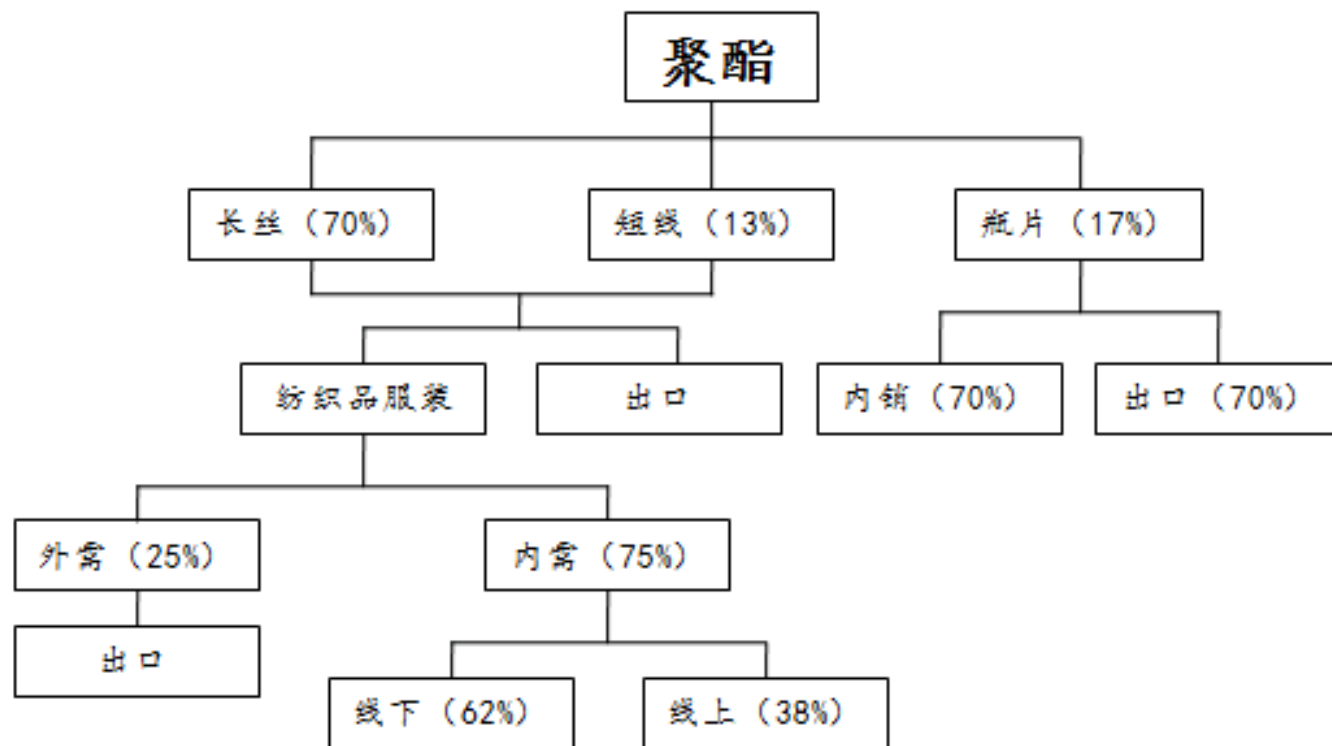 聚酯
长丝（70%）
短线（13%）
瓶片（17%）
纺织品服装
出口
内销（70%）
出口（70%）
外需（25%）
内需（75%）
出口
线下（62%）
线上（38%）